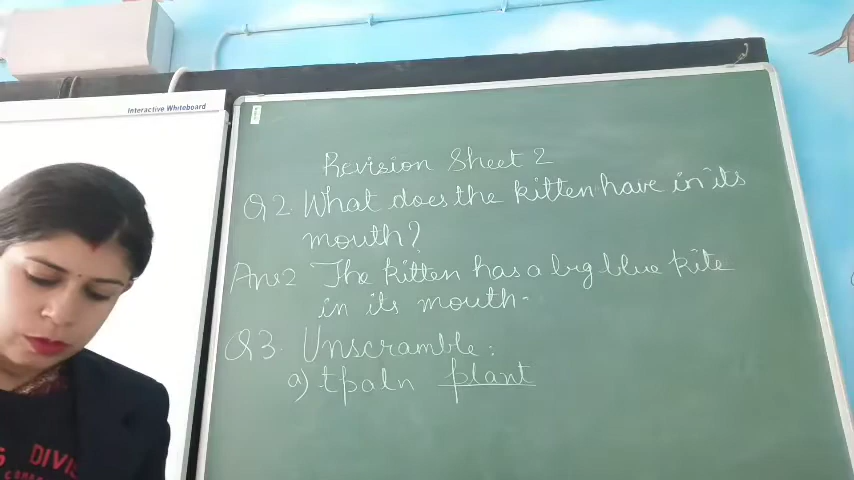 Interactive Whiteboard
Revision Sheet 2
Q2. What does the kitten have in its
mouth?
Ans2 The kitten has a big blue kite
in its mouth.
Q3. Unscramble:
a) tpaln plant
DIVI